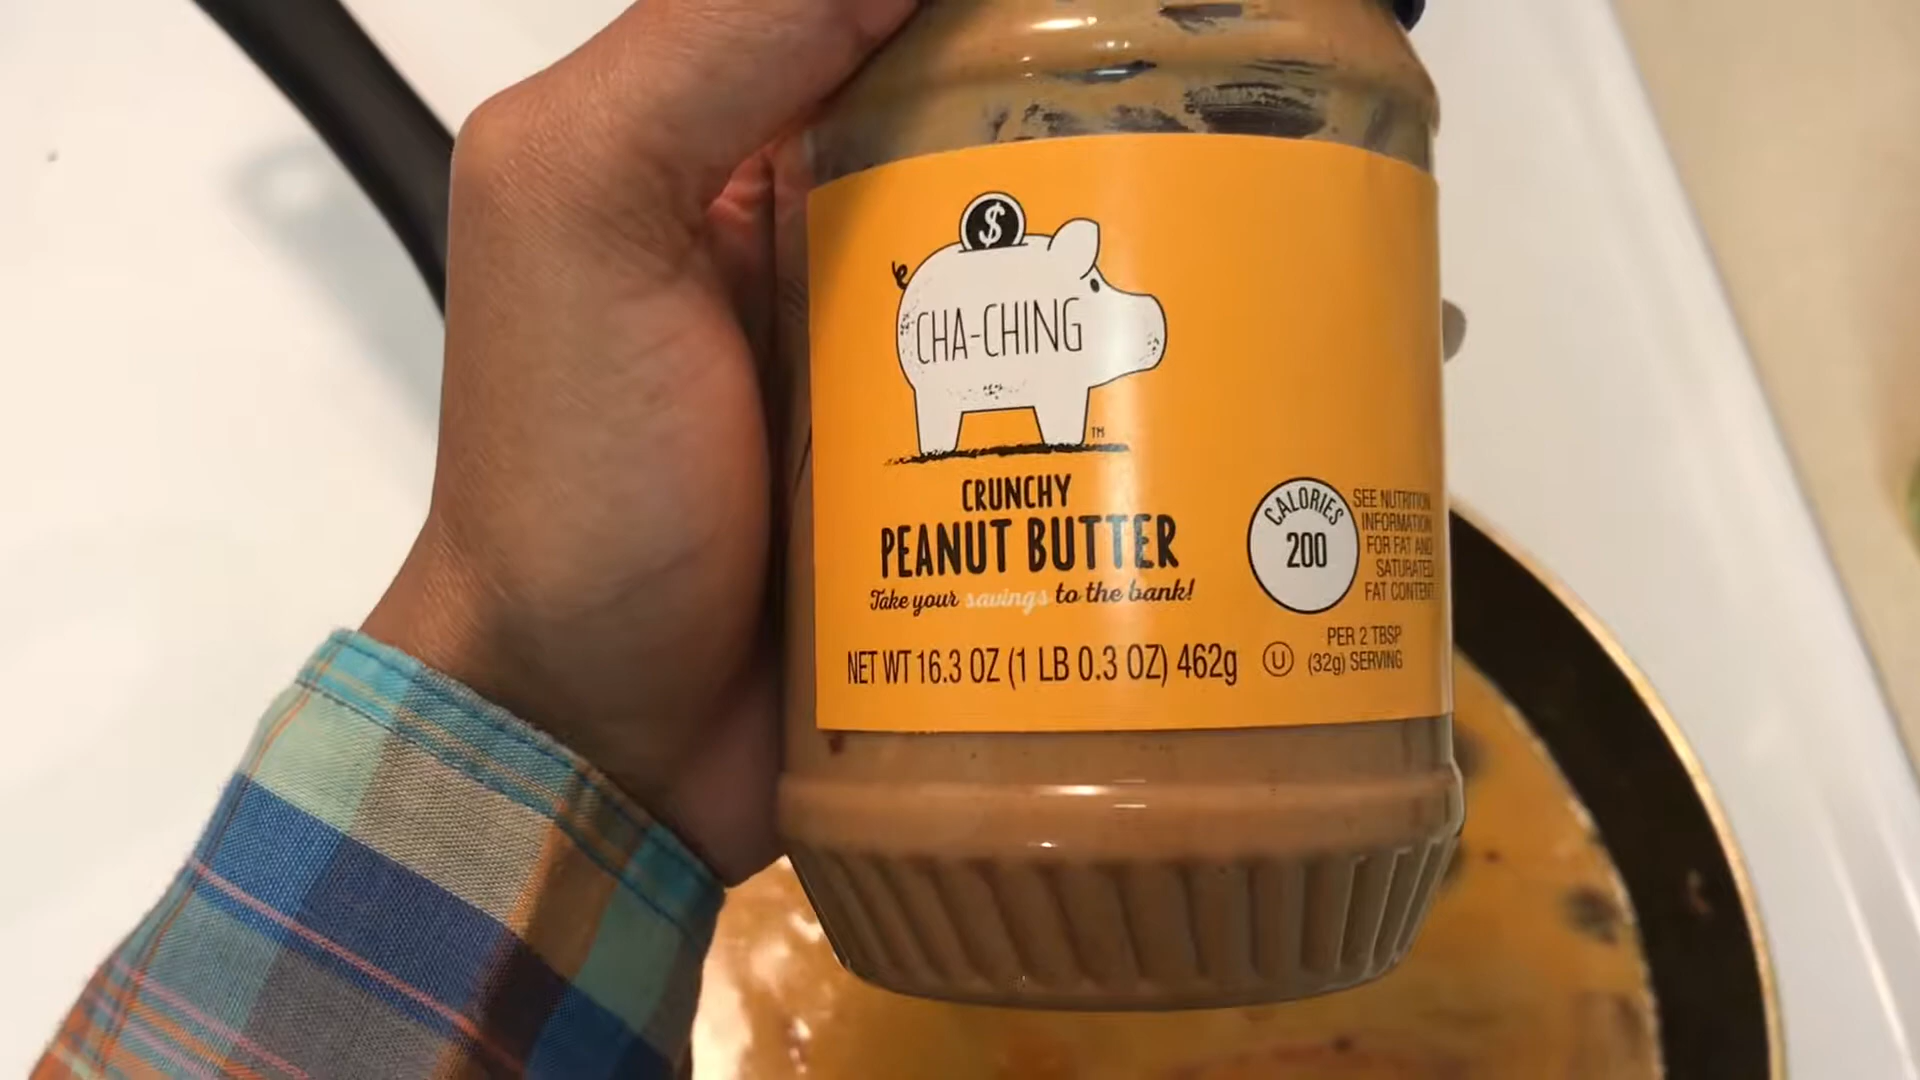 $
CHA-CHING
TM
CRUNCHY
PEANUT BUTTER
Take your savings to the bank!
NET WT 16.3 OZ (1 LB 0.3 OZ) 462g
U
CALORIES
200
SEE NUTRITION
INFORMATION
FOR FAT AND
SATURATED
FAT CONTENT
PER 2 TBSP
(32g) SERVING